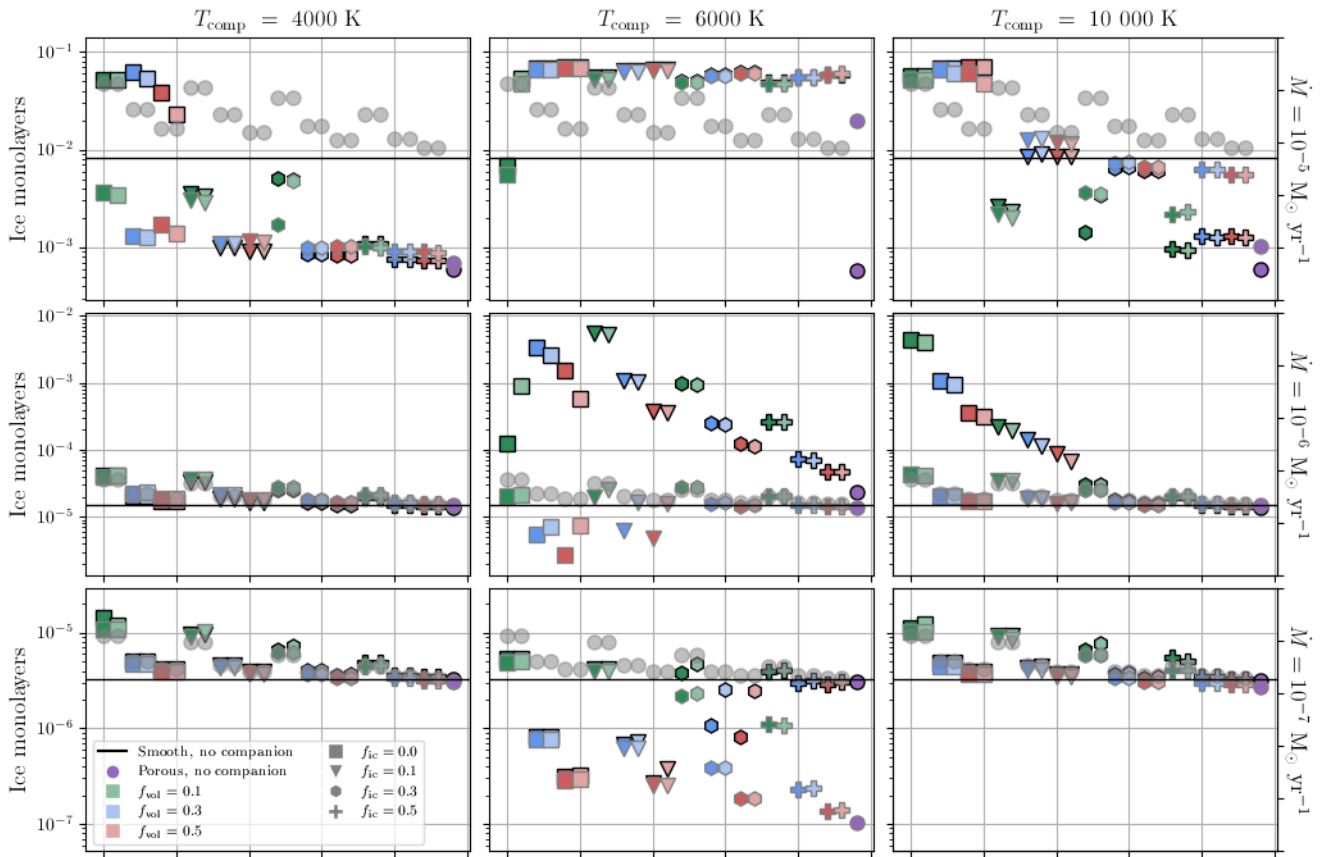 T_comp = 4000 K
T_comp = 6000 K
T_comp = 10 000 K
10⁻¹
10⁻²
10⁻³
Ice monolayers
Ṁ = 10⁻⁵ M⊙ yr⁻¹
10⁻²
10⁻³
10⁻⁴
10⁻⁵
Ice monolayers
Ṁ = 10⁻⁶ M⊙ yr⁻¹
10⁻⁵
10⁻⁶
10⁻⁷
Ice monolayers
Ṁ = 10⁻⁷ M⊙ yr⁻¹
Smooth, no companion
Porous, no companion
f_vol = 0.1
f_vol = 0.3
f_vol = 0.5
f_ic = 0.0
f_ic = 0.1
f_ic = 0.3
f_ic = 0.5